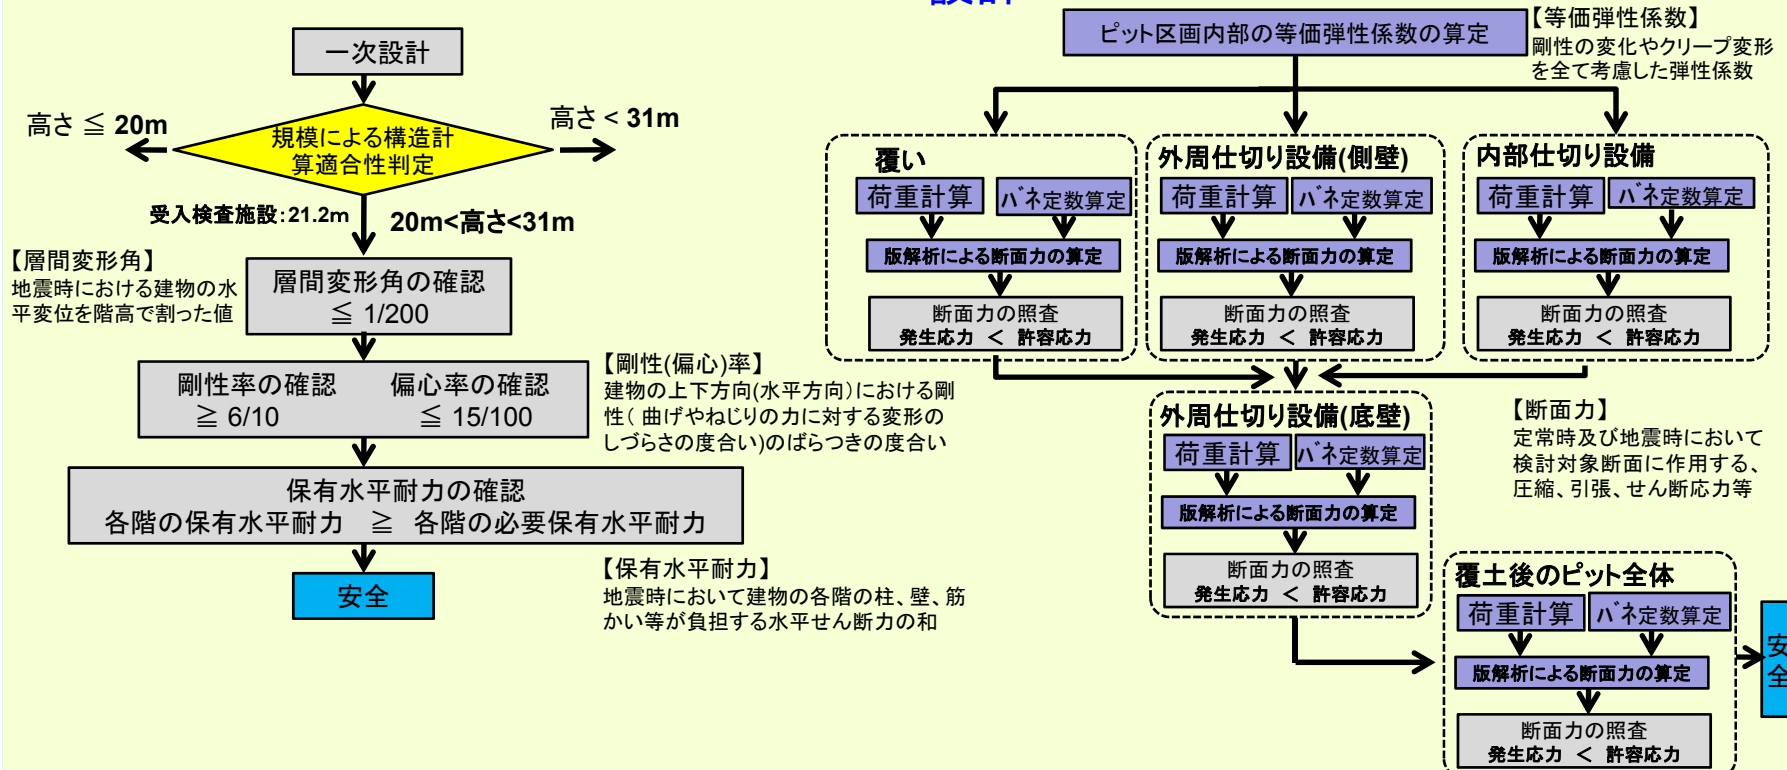 一次設計
高さ ≦ 20m
規模による構造計
算適合性判定
高さ < 31m
受入検査施設：21.2m
20m<高さ<31m
【層間変形角】
地震時における建物の水
平変位を階高で割った値
層間変形角の確認
≦ 1/200
剛性率の確認 偏心率の確認
≧ 6/10 ≦ 15/100
【剛性(偏心)率】
建物の上下方向(水平方向)における剛
性( 曲げやねじりの力に対する変形の
しづらさの度合い)のばらつきの度合い
保有水平耐力の確認
各階の保有水平耐力 ≧ 各階の必要保有水平耐力
安全
【保有水平耐力】
地震時において建物の各階の柱、壁、筋
かい等が負担する水平せん断力の和
ピット区画内部の等価弾性係数の算定
【等価弾性係数】
剛性の変化やクリープ変形
を全て考慮した弾性係数
覆い
荷重計算 バネ定数算定
版解析による断面力の算定
断面力の照査
発生応力 < 許容応力
外周仕切り設備(側壁)
荷重計算 バネ定数算定
版解析による断面力の算定
断面力の照査
発生応力 < 許容応力
内部仕切り設備
荷重計算 バネ定数算定
版解析による断面力の算定
断面力の照査
発生応力 < 許容応力
外周仕切り設備(底壁)
荷重計算 バネ定数算定
版解析による断面力の算定
断面力の照査
発生応力 < 許容応力
【断面力】
定常時及び地震時において
検討対象断面に作用する、
圧縮、引張、せん断応力等
覆土後のピット全体
荷重計算 バネ定数算定
版解析による断面力の算定
断面力の照査
発生応力 < 許容応力
安
全